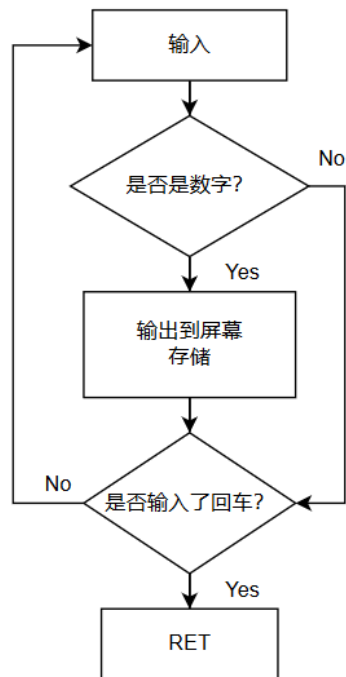 输入
是否是数字?
No
Yes
输出到屏幕
存储
是否输入了回车?
No
Yes
RET